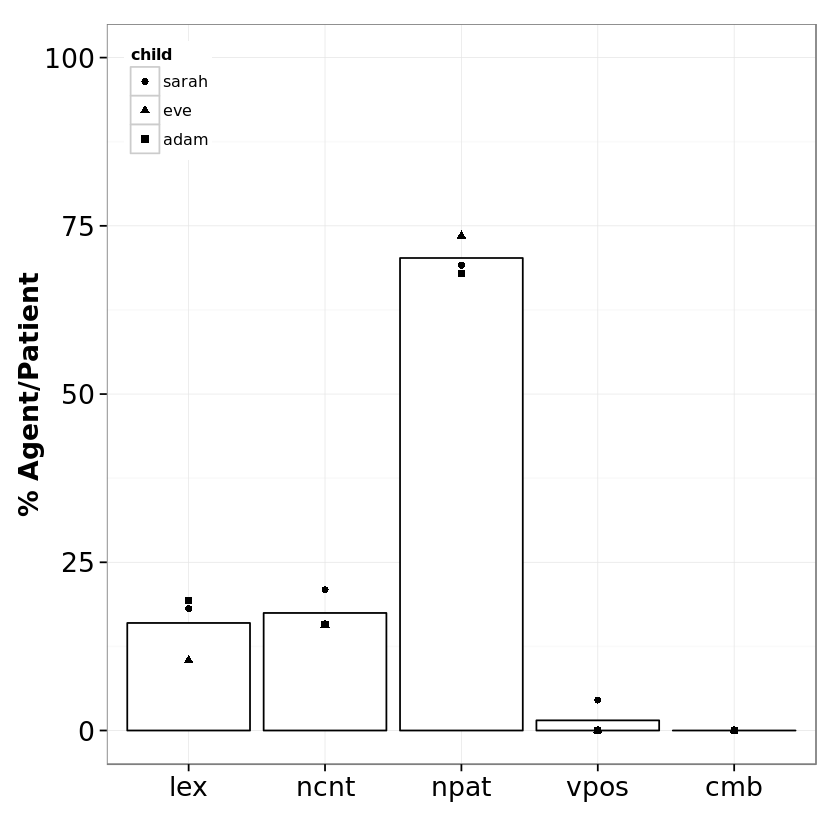 child
sarah
eve
adam
100
75
50
25
0
% Agent/Patient
lex ncnt npat vpos cmb